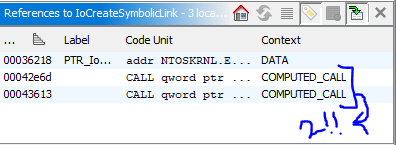 References to IoCreateSymbolicLink - 3 loca...
... Label Code Unit Context
00036218 PTR_Io... addr NTOSKRNL.E... DATA
00042e6d CALL qword ptr ... COMPUTED_CALL
00043613 CALL qword ptr ... COMPUTED_CALL
2!!